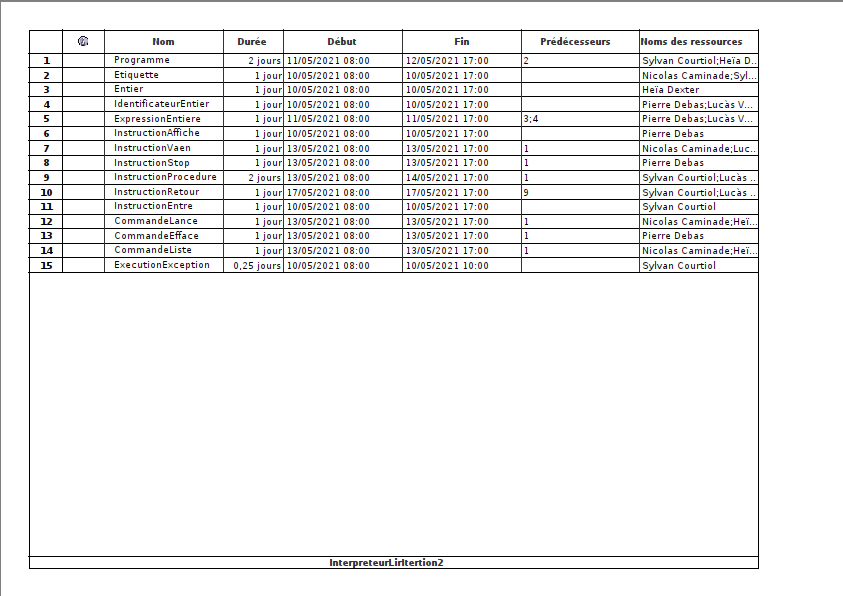 Nom Durée Début Fin Prédécesseurs Noms des ressources
1 Programme 2 jours 11/05/2021 08:00 12/05/2021 17:00 2 Sylvan Courtiol;Heïa D...
2 Etiquette 1 jour 10/05/2021 08:00 10/05/2021 17:00 Nicolas Caminade;Syl...
3 Entier 1 jour 10/05/2021 08:00 10/05/2021 17:00 Heïa Dexter
4 IdentificateurEntier 1 jour 10/05/2021 08:00 10/05/2021 17:00 Pierre Debas;Lucàs V...
5 ExpressionEntiere 1 jour 11/05/2021 08:00 11/05/2021 17:00 3;4 Pierre Debas;Lucàs V...
6 InstructionAffiche 1 jour 10/05/2021 08:00 10/05/2021 17:00 Pierre Debas
7 InstructionVaen 1 jour 13/05/2021 08:00 13/05/2021 17:00 1 Nicolas Caminade;Luc...
8 InstructionStop 1 jour 13/05/2021 08:00 13/05/2021 17:00 1 Pierre Debas
9 InstructionProcedure 2 jours 13/05/2021 08:00 14/05/2021 17:00 1 Sylvan Courtiol;Lucàs ...
10 InstructionRetour 1 jour 17/05/2021 08:00 17/05/2021 17:00 9 Sylvan Courtiol;Lucàs ...
11 InstructionEntre 1 jour 10/05/2021 08:00 10/05/2021 17:00 Sylvan Courtiol
12 CommandeLance 1 jour 13/05/2021 08:00 13/05/2021 17:00 1 Nicolas Caminade;Heï...
13 CommandeEfface 1 jour 13/05/2021 08:00 13/05/2021 17:00 1 Pierre Debas
14 CommandeListe 1 jour 13/05/2021 08:00 13/05/2021 17:00 1 Nicolas Caminade;Heï...
15 ExecutionException 0,25 jours 10/05/2021 08:00 10/05/2021 10:00 Sylvan Courtiol
InterpreteurLirItertion2